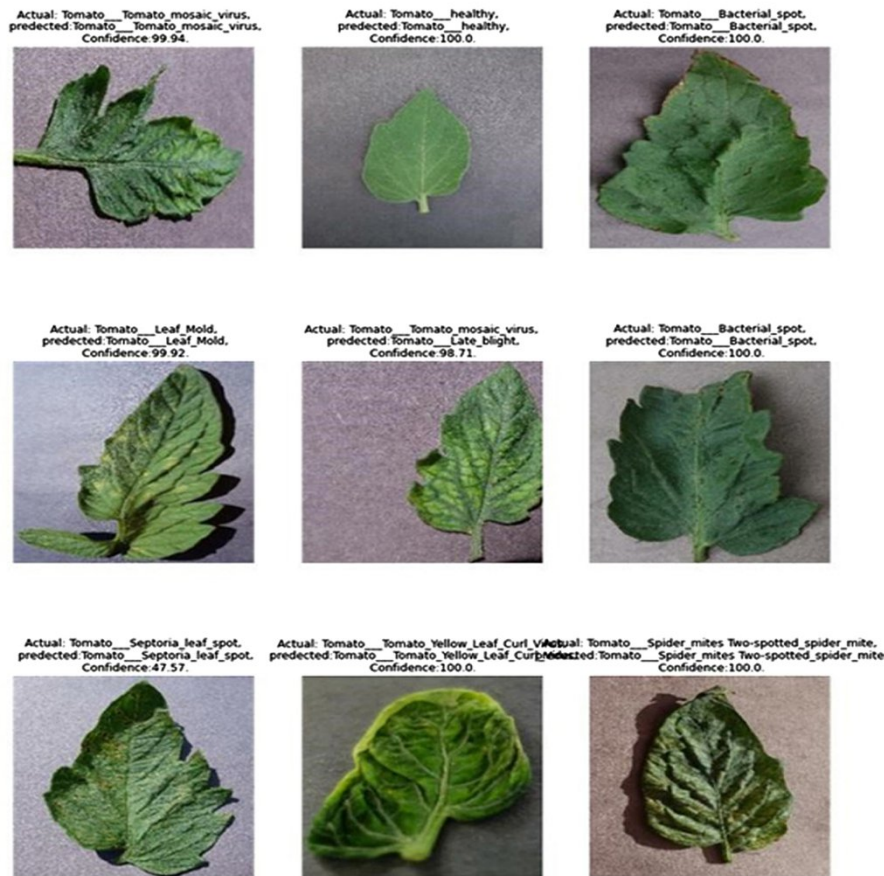 Actual: Tomato___Tomato_mosaic_virus,
predected:Tomato___Tomato_mosaic_virus,
Confidence:99.94.
Actual: Tomato___healthy,
predected:Tomato___healthy,
Confidence:100.0.
Actual: Tomato___Bacterial_spot,
predected:Tomato___Bacterial_spot,
Confidence:100.0.
Actual: Tomato___Leaf_Mold,
predected:Tomato___Leaf_Mold,
Confidence:99.92.
Actual: Tomato___Tomato_mosaic_virus,
predected:Tomato___Late_blight,
Confidence:98.71.
Actual: Tomato___Bacterial_spot,
predected:Tomato___Bacterial_spot,
Confidence:100.0.
Actual: Tomato___Septoria_leaf_spot,
predected:Tomato___Septoria_leaf_spot,
Confidence:47.57.
Actual: Tomato___Tomato_Yellow_Leaf_Curl_Virus,
predected:Tomato___Tomato_Yellow_Leaf_Curl_Virus,
Confidence:100.0.
Actual: Tomato___Spider_mites Two-spotted_spider_mite,
predected:Tomato___Spider_mites Two-spotted_spider_mite
Confidence:100.0.